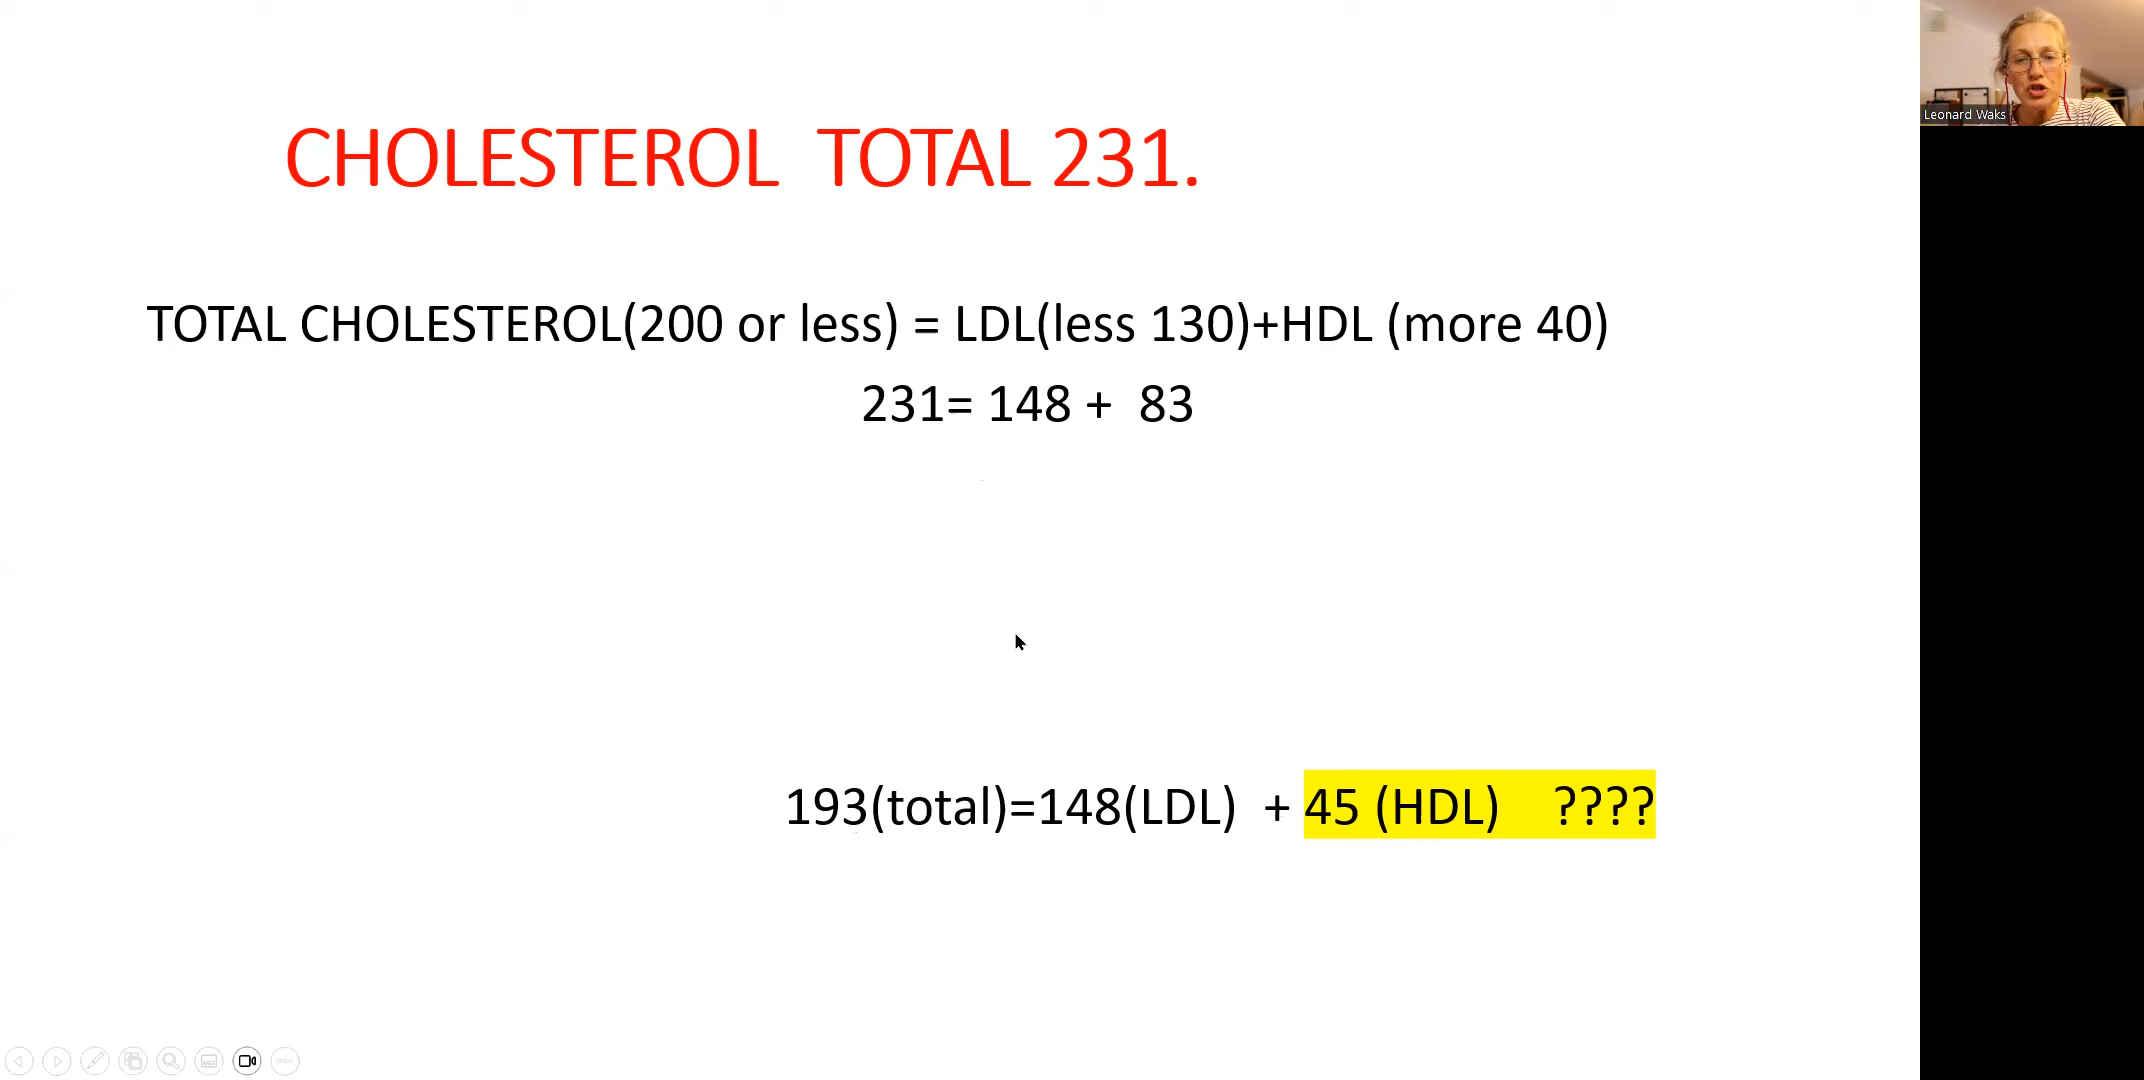 Leonard Waks
CHOLESTEROL TOTAL 231.
TOTAL CHOLESTEROL(200 or less) = LDL(less 130)+HDL (more 40)
231= 148 + 83
193(total)=148(LDL) + 45 (HDL) ????